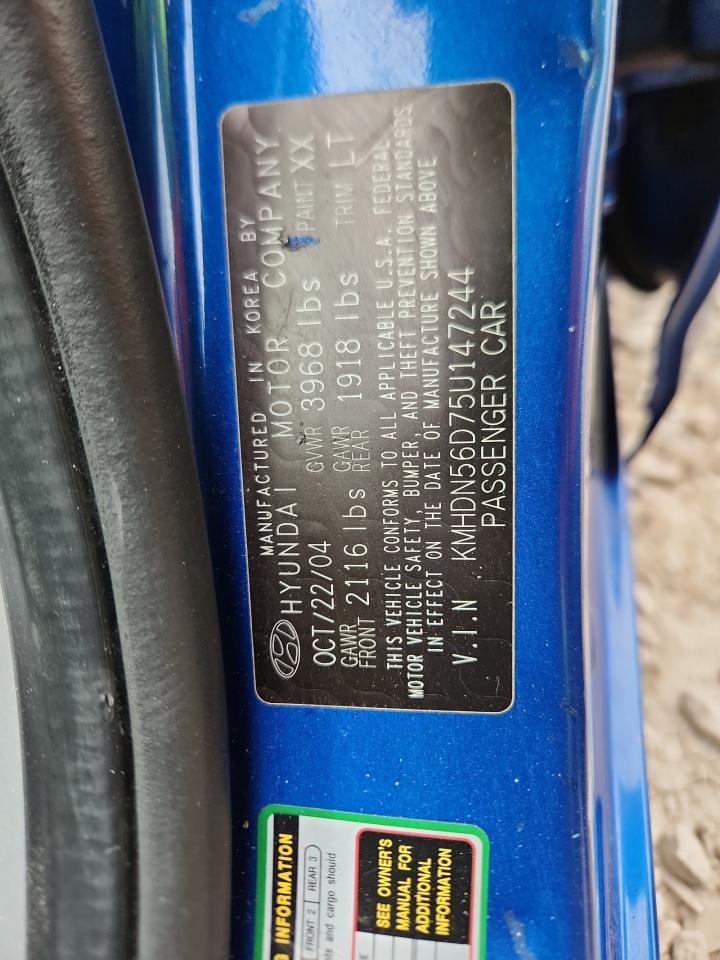 MANUFACTURED IN KOREA BY
HYUNDAI MOTOR COMPANY
OCT/22/04 GVWR 3968 lbs PAINT XX
GAWR FRONT 2116 lbs GAWR REAR 1918 lbs TRIM LT
THIS VEHICLE CONFORMS TO ALL APPLICABLE U.S.A. FEDERAL
MOTOR VEHICLE SAFETY, BUMPER, AND THEFT PREVENTION STANDARDS
IN EFFECT ON THE DATE OF MANUFACTURE SHOWN ABOVE
V.I.N KMHDN56D75U147244
PASSENGER CAR
INFORMATION
FRONT 2 REAR 3
and cargo should
SEE OWNER'S
MANUAL FOR
ADDITIONAL
INFORMATION